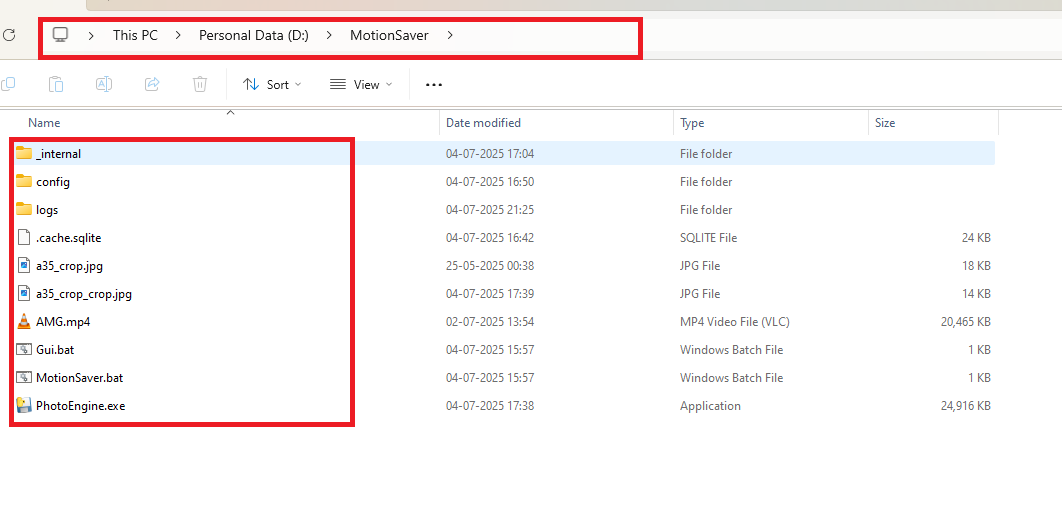 This PC > Personal Data (D:) > MotionSaver >
Sort View ...
Name Date modified Type Size
_internal 04-07-2025 17:04 File folder
config 04-07-2025 16:50 File folder
logs 04-07-2025 21:25 File folder
.cache.sqlite 04-07-2025 16:42 SQLITE File 24 KB
a35_crop.jpg 25-05-2025 00:38 JPG File 18 KB
a35_crop_crop.jpg 04-07-2025 17:39 JPG File 14 KB
AMG.mp4 02-07-2025 13:54 MP4 Video File (VLC) 20,465 KB
Gui.bat 04-07-2025 15:57 Windows Batch File 1 KB
MotionSaver.bat 04-07-2025 15:57 Windows Batch File 1 KB
PhotoEngine.exe 04-07-2025 17:38 Application 24,916 KB